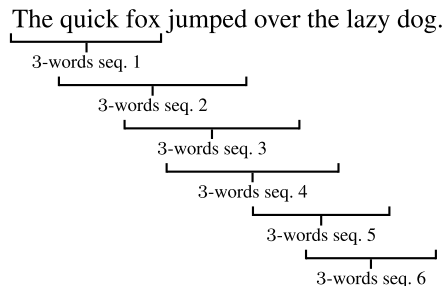 The quick fox jumped over the lazy dog.
3-words seq. 1
3-words seq. 2
3-words seq. 3
3-words seq. 4
3-words seq. 5
3-words seq. 6